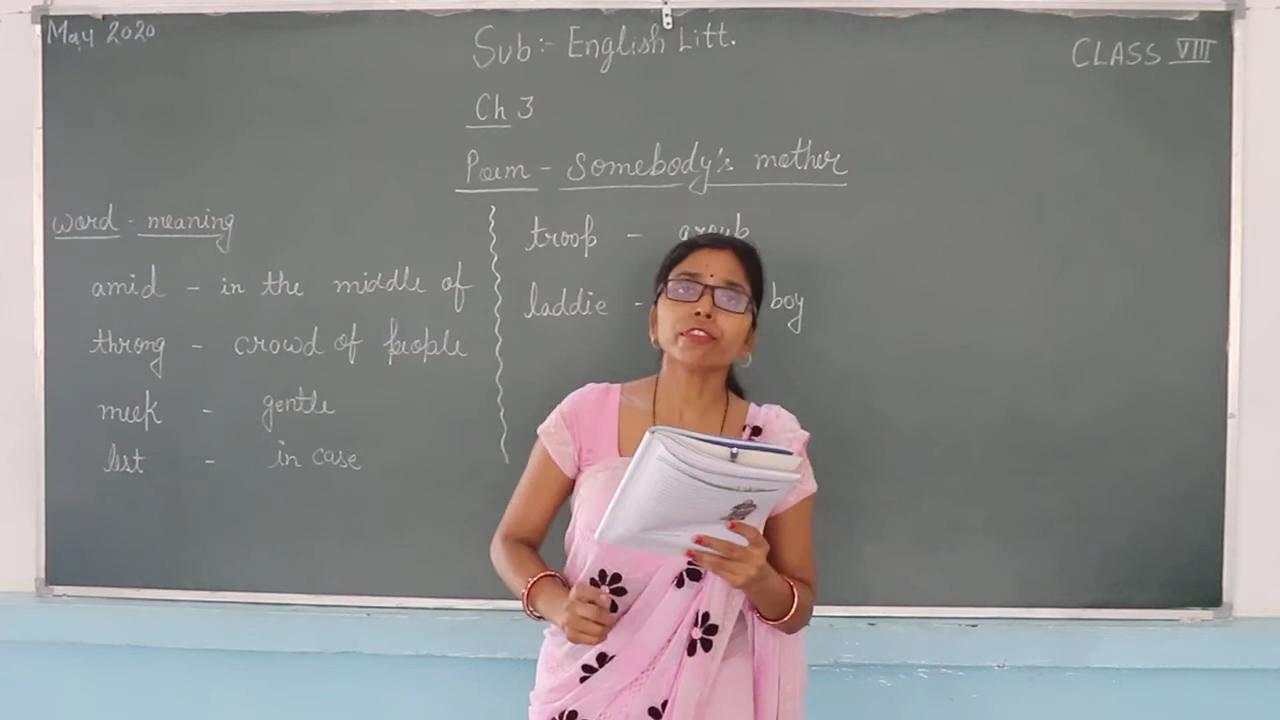 May 2020
Sub:- English Litt.
CLASS VIII
Ch 3
Poem - Somebody's mother
word - meaning
amid - in the middle of
throng - crowd of people
meek - gentle
lest - in case
troop - group
laddie - boy